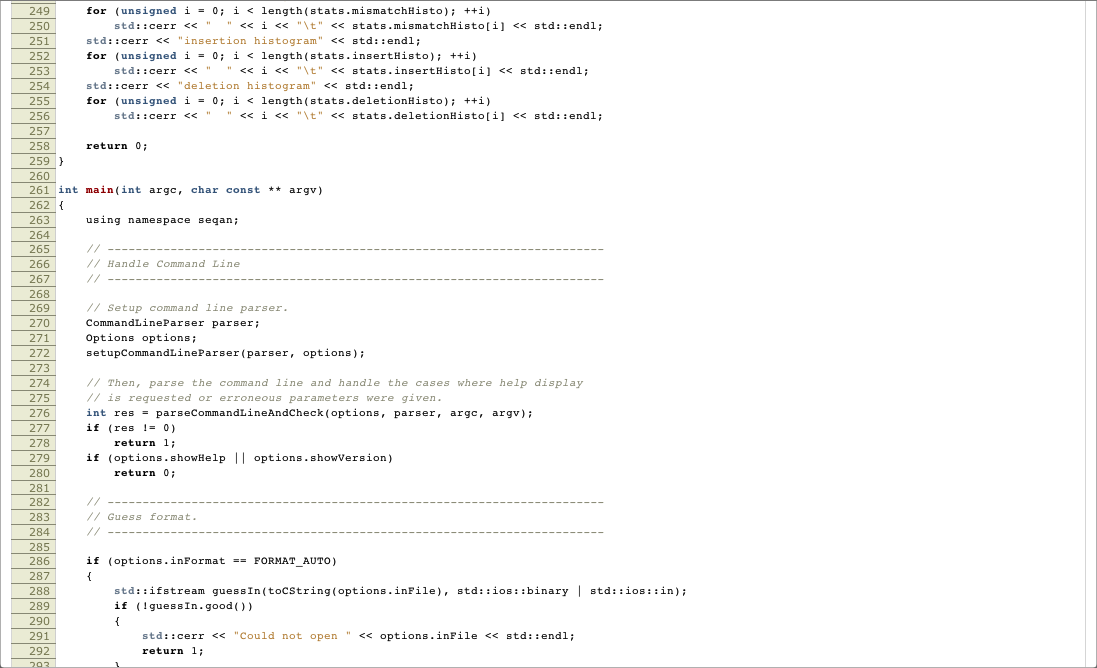 249     for (unsigned i = 0; i < length(stats.mismatchHisto); ++i)
250         std::cerr << "  " << i << "\t" << stats.mismatchHisto[i] << std::endl;
251     std::cerr << "insertion histogram" << std::endl;
252     for (unsigned i = 0; i < length(stats.insertHisto); ++i)
253         std::cerr << "  " << i << "\t" << stats.insertHisto[i] << std::endl;
254     std::cerr << "deletion histogram" << std::endl;
255     for (unsigned i = 0; i < length(stats.deletionHisto); ++i)
256         std::cerr << "  " << i << "\t" << stats.deletionHisto[i] << std::endl;
257
258     return 0;
259 }
260
261 int main(int argc, char const ** argv)
262 {
263     using namespace seqan;
264
265     // -----------------------------------------------------------------------
266     // Handle Command Line
267     // -----------------------------------------------------------------------
268
269     // Setup command line parser.
270     CommandLineParser parser;
271     Options options;
272     setupCommandLineParser(parser, options);
273
274     // Then, parse the command line and handle the cases where help display
275     // is requested or erroneous parameters were given.
276     int res = parseCommandLineAndCheck(options, parser, argc, argv);
277     if (res != 0)
278         return 1;
279     if (options.showHelp || options.showVersion)
280         return 0;
281
282     // -----------------------------------------------------------------------
283     // Guess format.
284     // -----------------------------------------------------------------------
285
286     if (options.inFormat == FORMAT_AUTO)
287     {
288         std::ifstream guessIn(toCString(options.inFile), std::ios::binary | std::ios::in);
289         if (!guessIn.good())
290         {
291             std::cerr << "Could not open " << options.inFile << std::endl;
292             return 1;
293         }